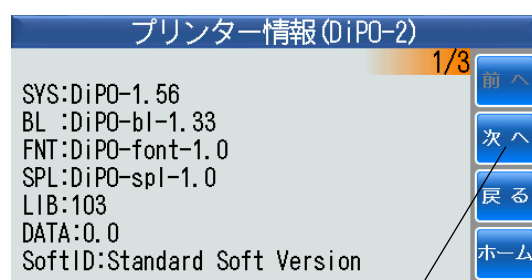 プリンター情報(DiPO-2)
1/3
前へ
SYS:DiPO-1.56
BL :DiPO-bl-1.33
次へ
FNT:DiPO-font-1.0
SPL:DiPO-spl-1.0
戻る
LIB:103
DATA:0.0
SoftID:Standard Soft Version
ホーム